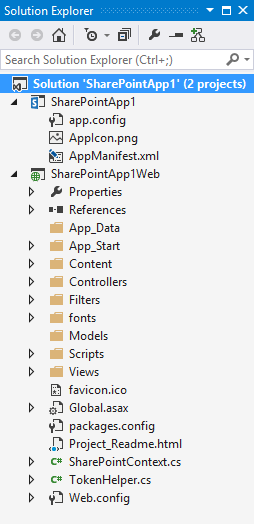 Solution Explorer
Search Solution Explorer (Ctrl+;)
Solution 'SharePointApp1' (2 projects)
SharePointApp1
app.config
AppIcon.png
AppManifest.xml
SharePointApp1Web
Properties
References
App_Data
App_Start
Content
Controllers
Filters
fonts
Models
Scripts
Views
favicon.ico
Global.asax
packages.config
Project_Readme.html
C# SharePointContext.cs
C# TokenHelper.cs
Web.config